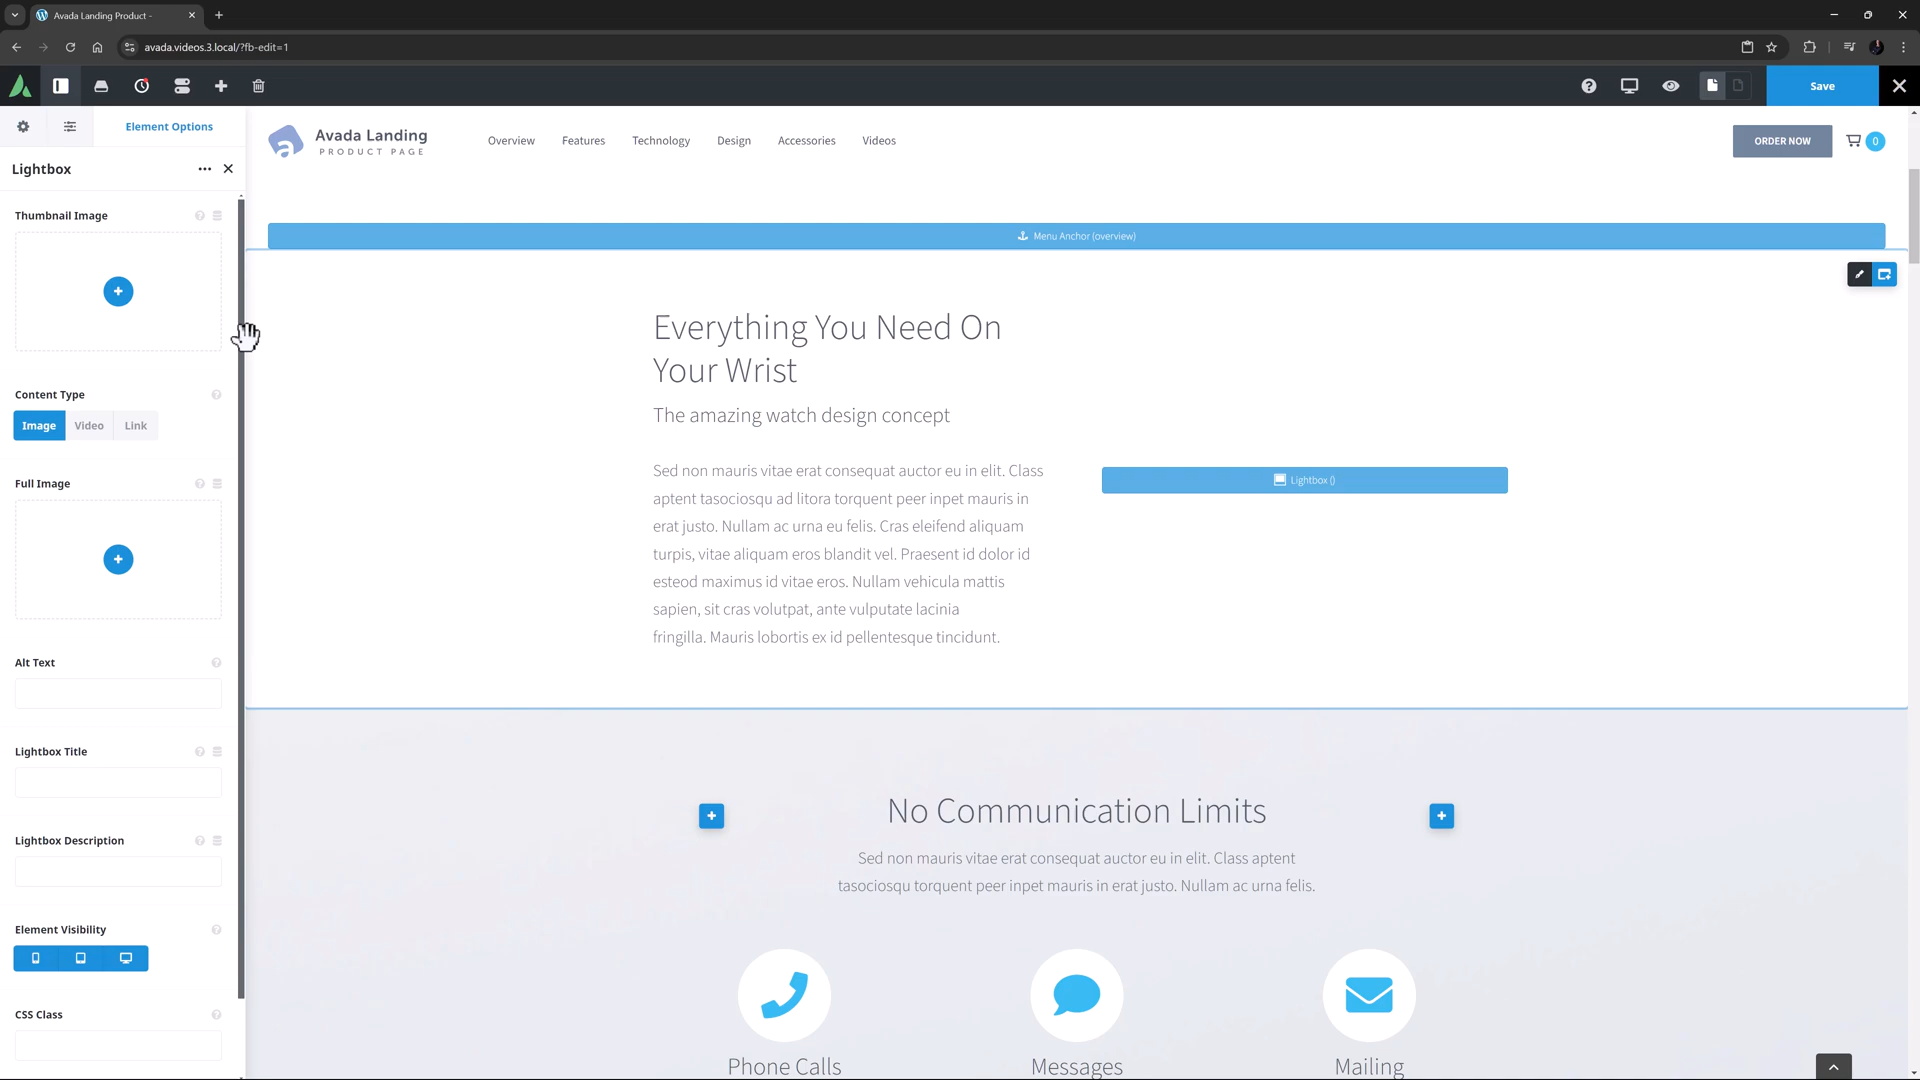 Avada Landing Product -
avada.videos.3.local/?fb-edit=1
Save
Element Options
Lightbox
Thumbnail Image
Content Type
Image Video Link
Full Image
Alt Text
Lightbox Title
Lightbox Description
Element Visibility
CSS Class
Avada Landing
PRODUCT PAGE
Overview Features Technology Design Accessories Videos
ORDER NOW
0
Menu Anchor (overview)
Everything You Need On
Your Wrist
The amazing watch design concept
Sed non mauris vitae erat consequat auctor eu in elit. Class
aptent tasociosqu ad litora torquent peer inpet mauris in
erat justo. Nullam ac urna eu felis. Cras eleifend aliquam
turpis, vitae aliquam eros blandit vel. Praesent id dolor id
esteod maximus id vitae eros. Nullam vehicula mattis
sapien, sit cras volutpat, ante vulputate lacinia
fringilla. Mauris lobortis ex id pellentesque tincidunt.
Lightbox ()
No Communication Limits
Sed non mauris vitae erat consequat auctor eu in elit. Class aptent
tasociosqu torquent peer inpet mauris in erat justo. Nullam ac urna felis.
Phone Calls
Messages
Mailing